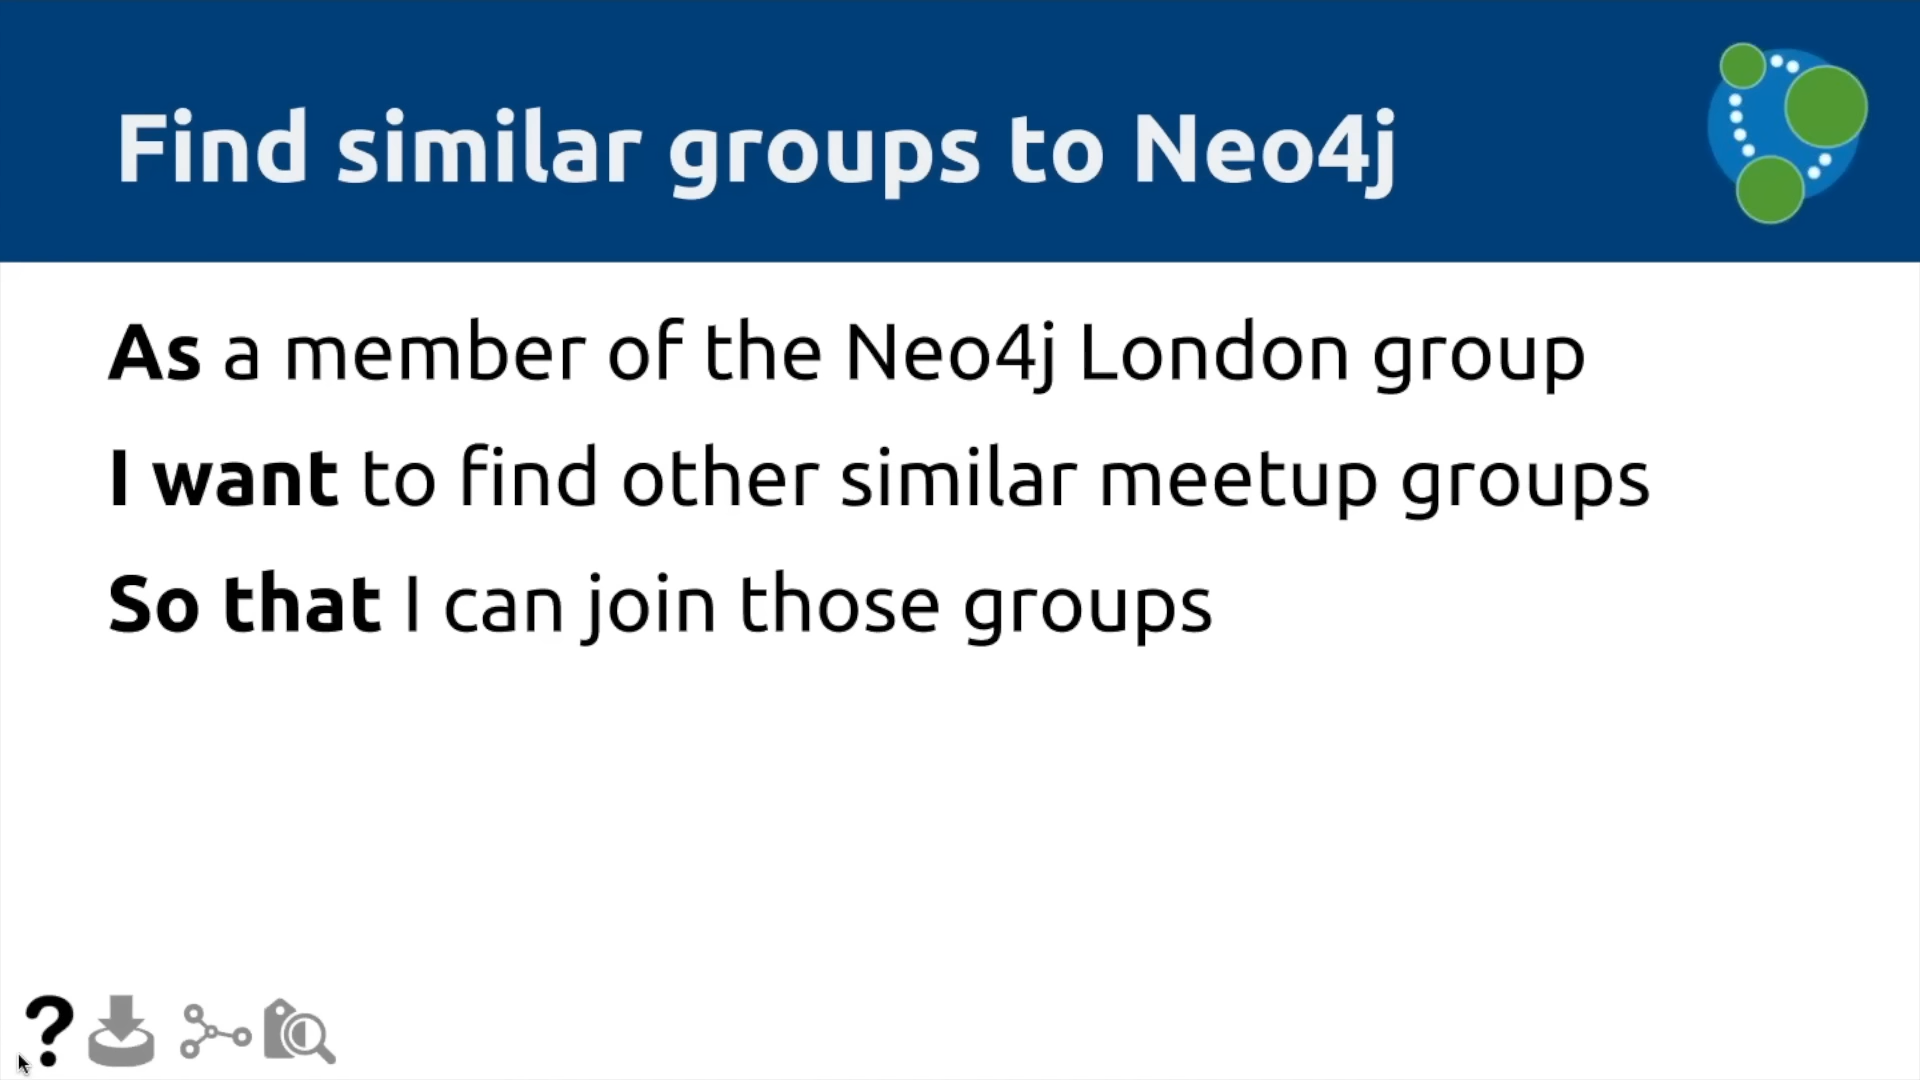 Find similar groups to Neo4j
As a member of the Neo4j London group
I want to find other similar meetup groups
So that I can join those groups
?